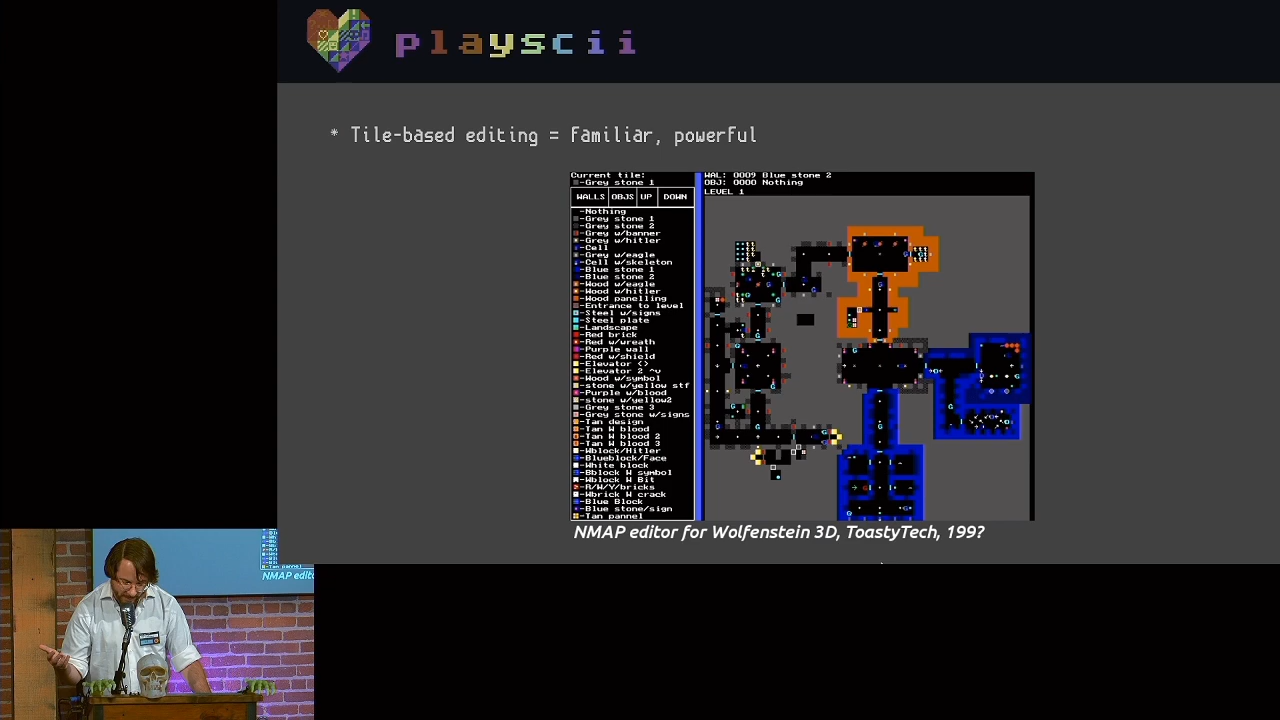 playscii
* Tile-based editing = familiar, powerful
Current tile:
-Grey stone 1
WALLS OBJS UP DOWN
-Nothing
-Grey stone 1
-Grey stone 2
-Grey w/banner
-Grey w/hitler
-Cell
-Grey w/eagle
-Cell w/skeleton
-Blue stone 1
-Blue stone 2
-Wood w/eagle
-Wood w/hitler
-Wood panelling
-Entrance to level
-Steel w/signs
-Steel plate
-Landscape
-Red brick
-Red w/wreath
-Purple wall
-Red w/shield
-Elevator <>
-Elevator 2 ^v
-Wood w/symbol
-stone w/yellow stf
-Purple w/blood
-stone w/yellow2
-Grey stone 3
-Grey stone w/signs
-Tan design
-Tan W blood
-Tan W blood 2
-Tan W blood 3
-Wblock/Hitler
-Blueblock/Face
-White block
-Bblock W symbol
-Wblock W Bit
-R/W/Y/bricks
-Wbrick W crack
-Blue Block
-Blue stone/sign
-Tan pannel
WAL: 0009 Blue stone 2
OBJ: 0000 Nothing
LEVEL 1
NMAP editor for Wolfenstein 3D, ToastyTech, 199?
NMAP edito